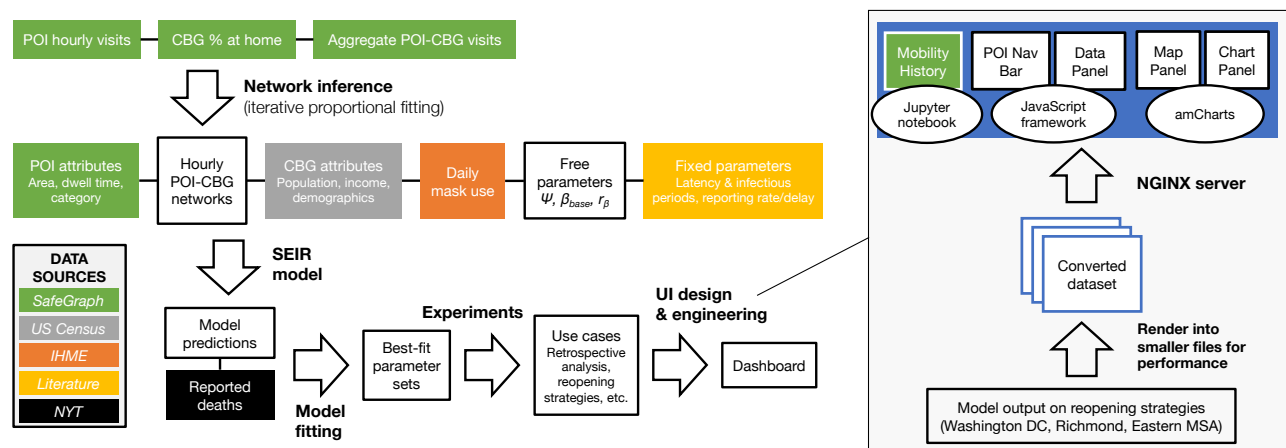 POI hourly visits
CBG % at home
Aggregate POI-CBG visits
Network inference
(iterative proportional fitting)
POI attributes
Area, dwell time,
category
Hourly
POI-CBG
networks
CBG attributes
Population, income,
demographics
Daily
mask use
Free
parameters
Ψ, β_base, r_β
Fixed parameters
Latency & infectious
periods, reporting rate/delay
DATA
SOURCES
SafeGraph
US Census
IHME
Literature
NYT
SEIR
model
Model
predictions
Reported
deaths
Model
fitting
Best-fit
parameter
sets
Experiments
Use cases
Retrospective
analysis,
reopening
strategies, etc.
UI design
& engineering
Dashboard
Mobility
History
POI Nav
Bar
Data
Panel
Map
Panel
Chart
Panel
Jupyter
notebook
JavaScript
framework
amCharts
NGINX server
Converted
dataset
Render into
smaller files for
performance
Model output on reopening strategies
(Washington DC, Richmond, Eastern MSA)